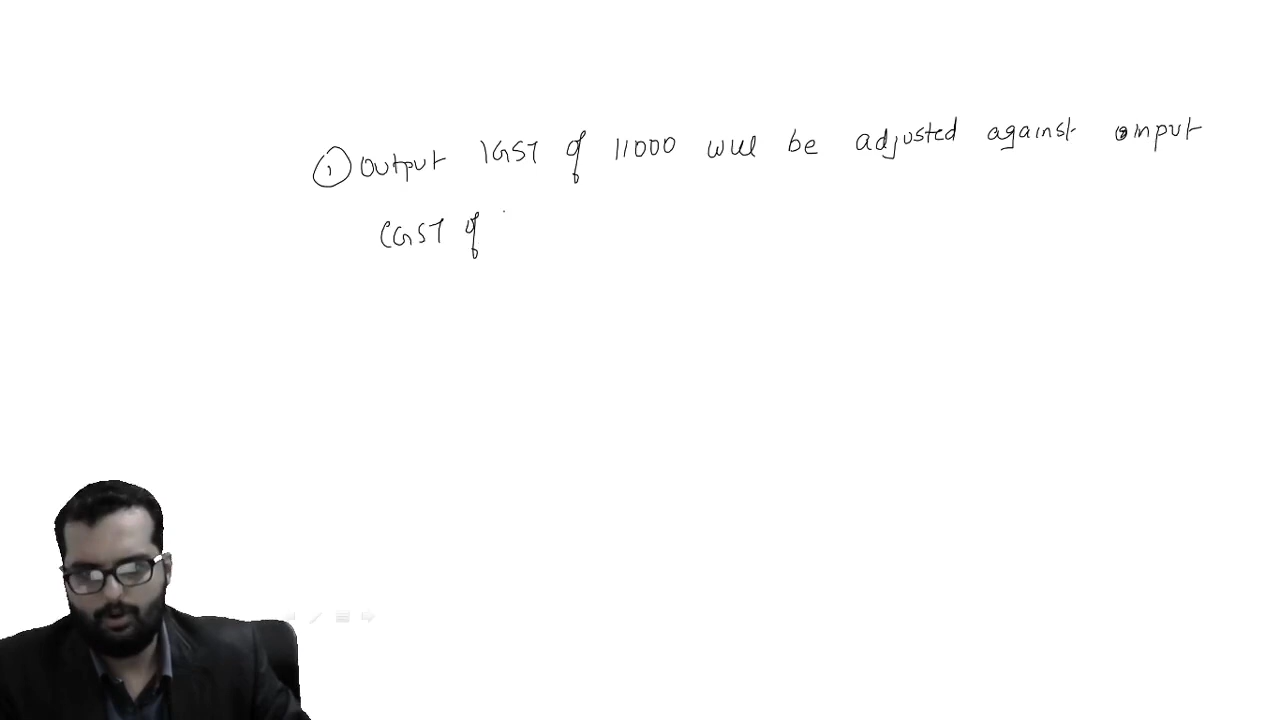 ① Output IGST of 11000 will be adjusted against input
CGST of